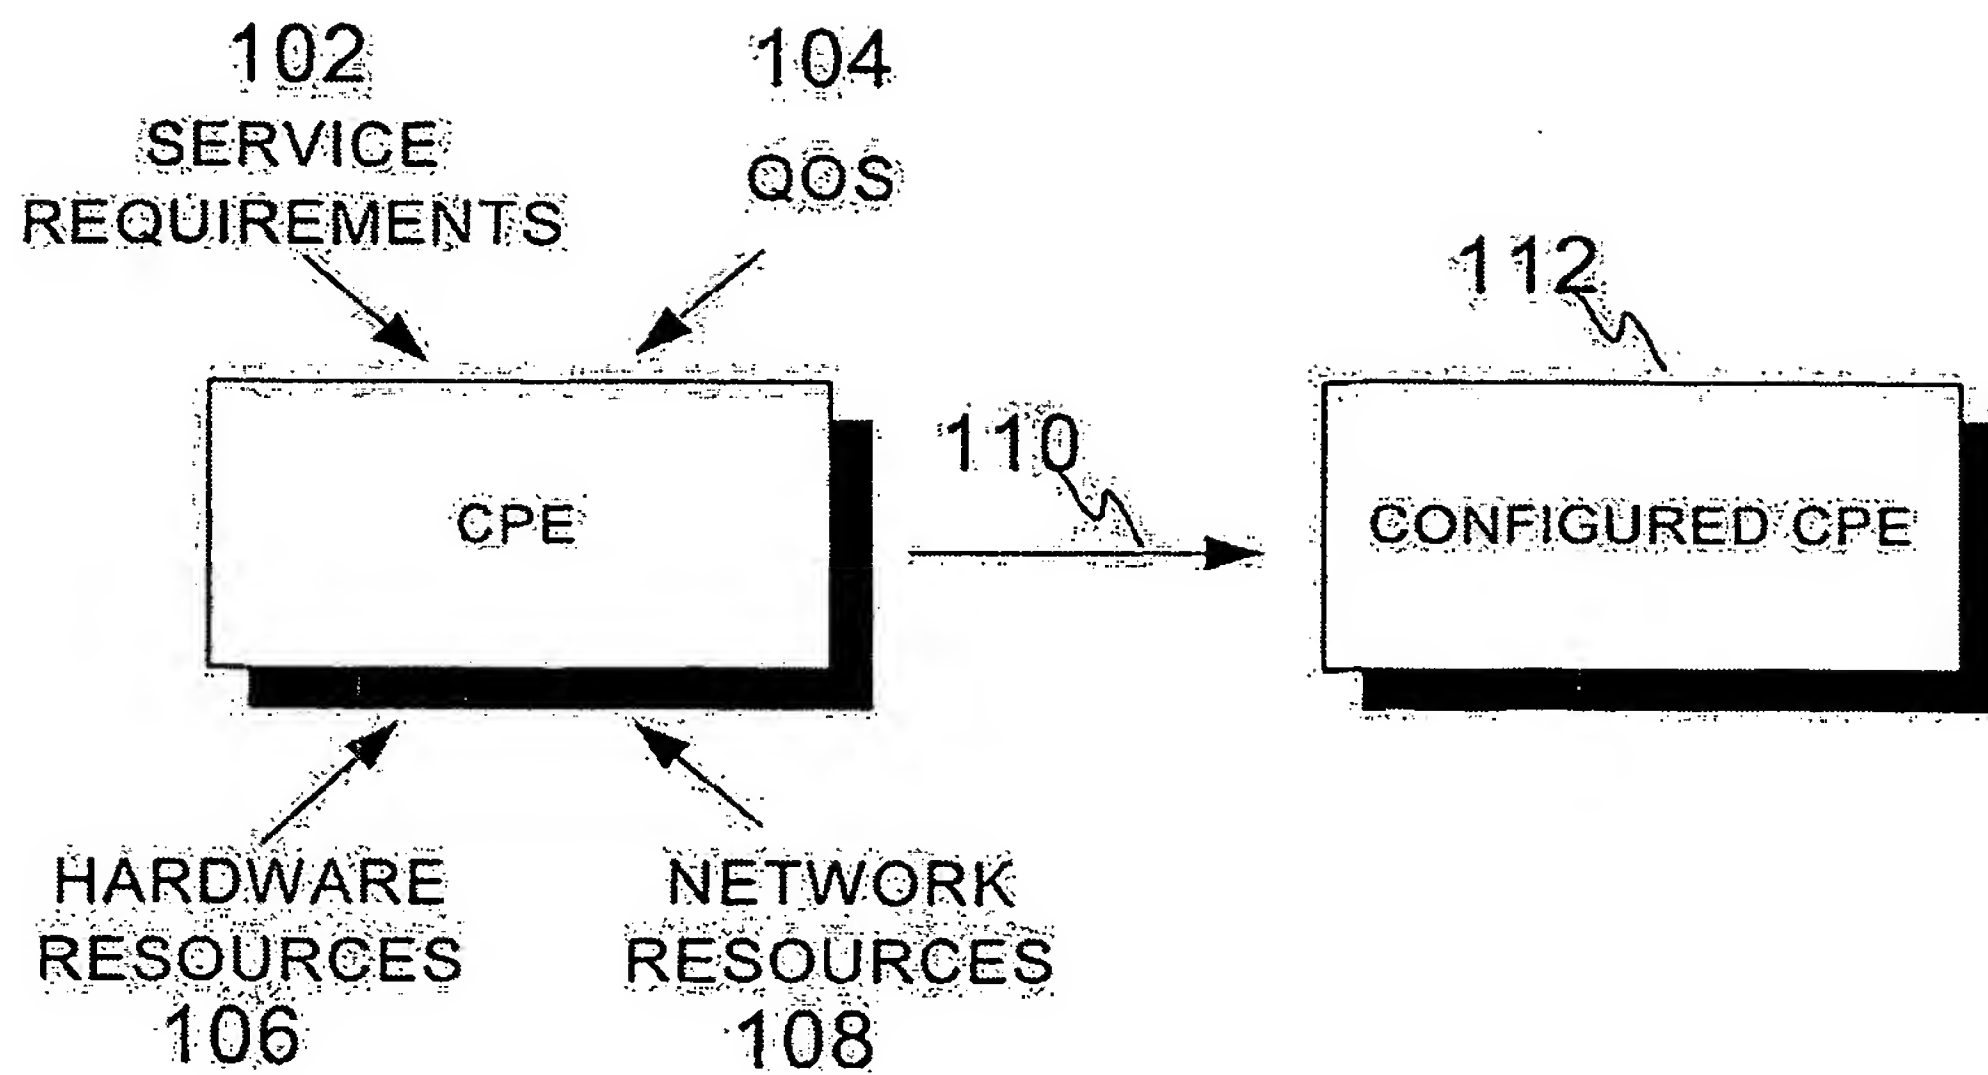 102
SERVICE
REQUIREMENTS
104
QOS
CPE
110
112
CONFIGURED CPE
HARDWARE
RESOURCES
106
NETWORK
RESOURCES
108